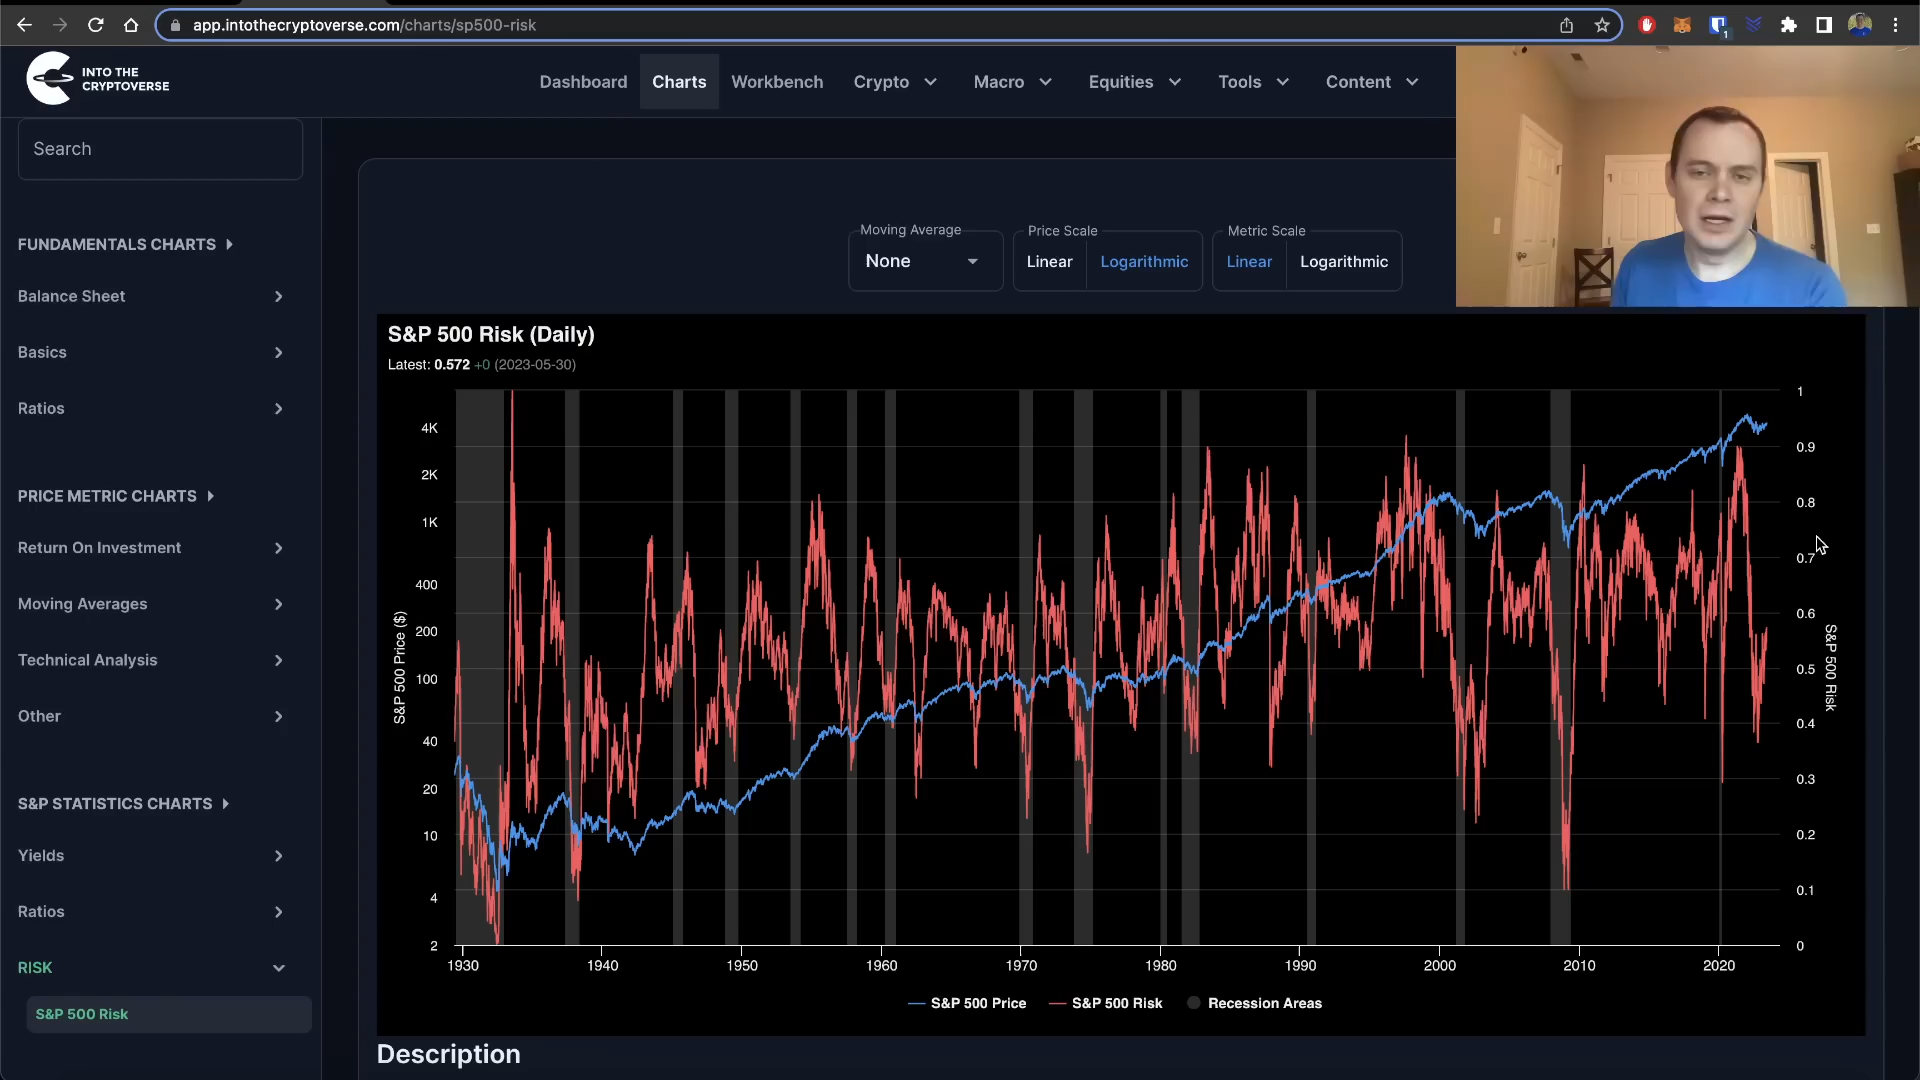 app.intothecryptoverse.com/charts/sp500-risk
1
INTO THE
CRYPTOVERSE
Dashboard
Charts
Workbench
Crypto
Macro
Equities
Tools
Content
Search
FUNDAMENTALS CHARTS
Balance Sheet
Basics
Ratios
PRICE METRIC CHARTS
Return On Investment
Moving Averages
Technical Analysis
Other
S&P STATISTICS CHARTS
Yields
Ratios
RISK
S&P 500 Risk
Moving Average
None
Price Scale
Linear
Logarithmic
Metric Scale
Linear
Logarithmic
S&P 500 Risk (Daily)
Latest: 0.572 +0 (2023-05-30)
4K
2K
1K
400
200
100
40
20
10
4
2
S&P 500 Price ($)
1
0.9
0.8
0.7
0.6
0.5
0.4
0.3
0.2
0.1
0
S&P 500 Risk
1930
1940
1950
1960
1970
1980
1990
2000
2010
2020
S&P 500 Price
S&P 500 Risk
Recession Areas
Description